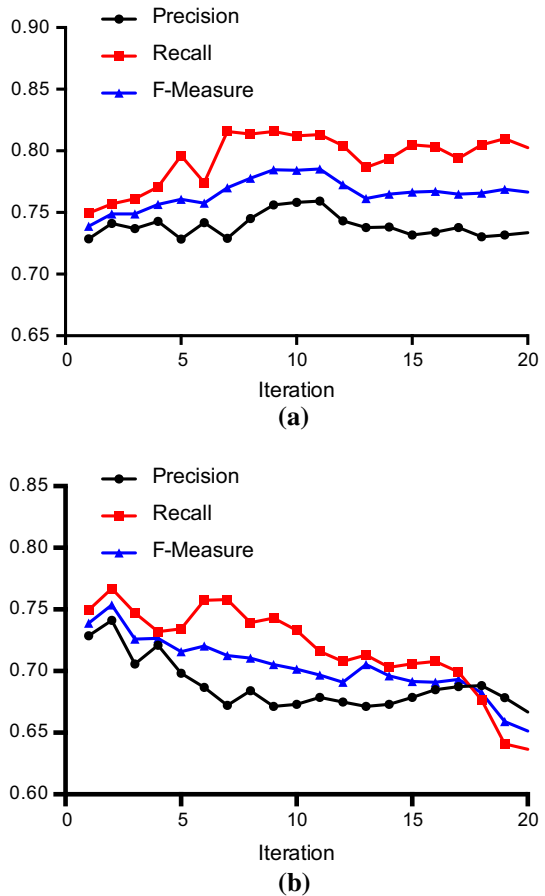 0.90
Precision
Recall
0.85
F-Measure
0.80
0.75
0.70
0.65
0 5 10 15 20
Iteration
(a)
0.85
Precision
Recall
0.80
F-Measure
0.75
0.70
0.65
0.60
0 5 10 15 20
Iteration
(b)